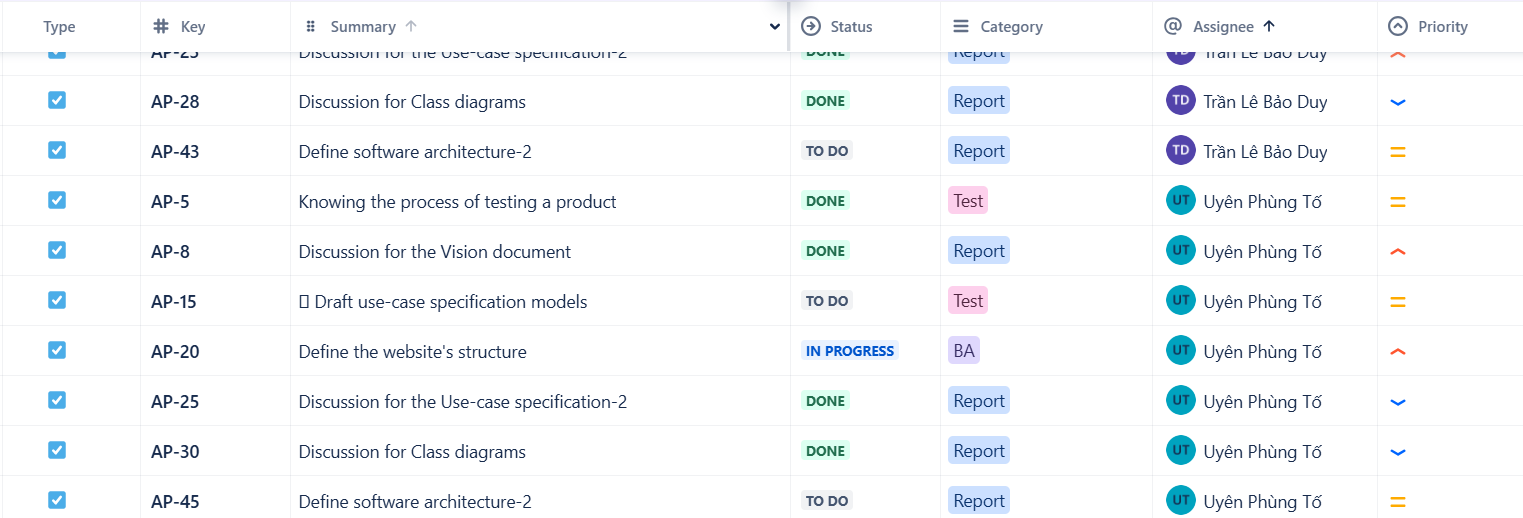 Type Key Summary Status Category Assignee Priority
Discussion for the Use-case specification-2 DONE Report TD Trần Lê Bảo Duy
AP-28 Discussion for Class diagrams DONE Report TD Trần Lê Bảo Duy
AP-43 Define software architecture-2 TO DO Report TD Trần Lê Bảo Duy
AP-5 Knowing the process of testing a product DONE Test UT Uyên Phùng Tố
AP-8 Discussion for the Vision document DONE Report UT Uyên Phùng Tố
AP-15 Draft use-case specification models TO DO Test UT Uyên Phùng Tố
AP-20 Define the website's structure IN PROGRESS BA UT Uyên Phùng Tố
AP-25 Discussion for the Use-case specification-2 DONE Report UT Uyên Phùng Tố
AP-30 Discussion for Class diagrams DONE Report UT Uyên Phùng Tố
AP-45 Define software architecture-2 TO DO Report UT Uyên Phùng Tố